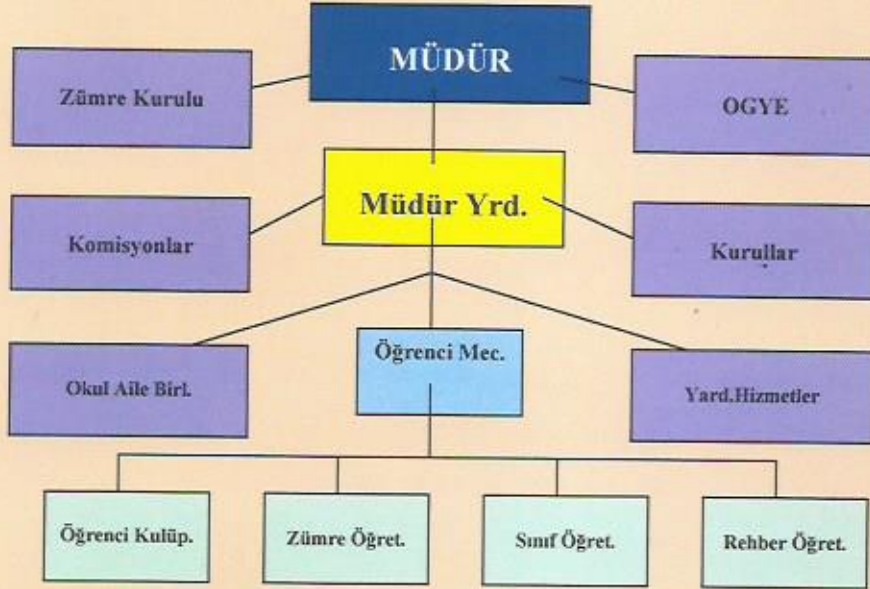 MÜDÜR
Zümre Kurulu
OGYE
Müdür Yrd.
Komisyonlar
Kurullar
Öğrenci Mec.
Okul Aile Birl.
Yard.Hizmetler
Öğrenci Kulüp.
Zümre Öğret.
Sınıf Öğret.
Rehber Öğret.